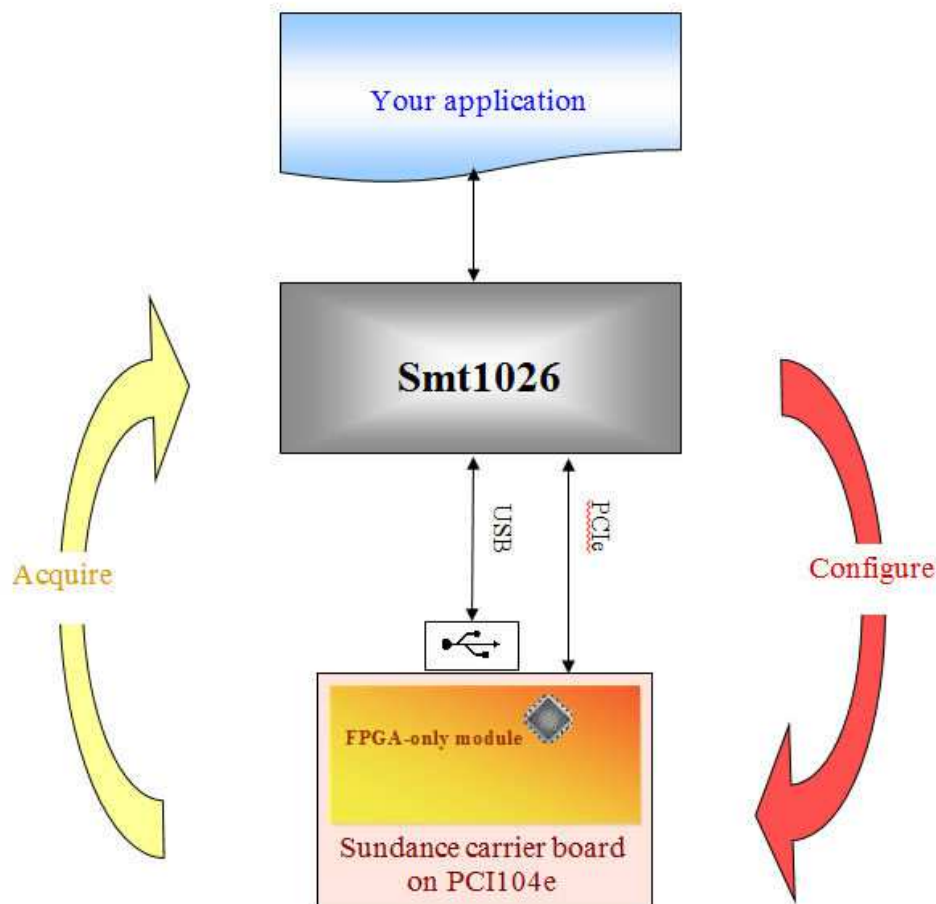 Your application
Smt1026
USB
PCIe
Acquire
Configure
FPGA-only module
Sundance carrier board
on PCI104e